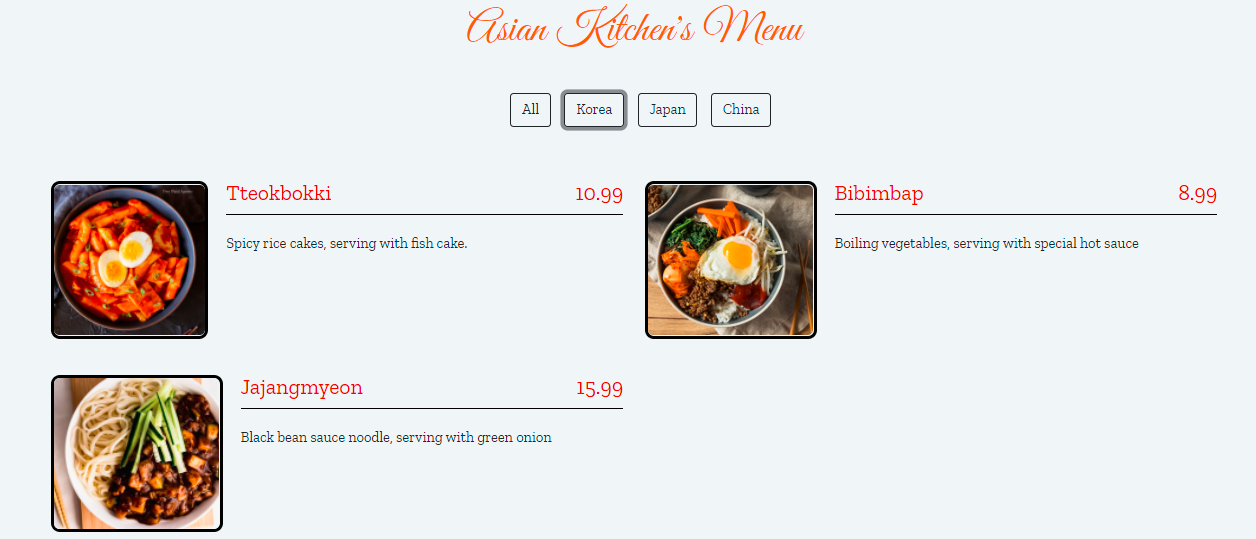 Asian Kitchen's Menu
All Korea Japan China
Tteokbokki 10.99
Spicy rice cakes, serving with fish cake.
Bibimbap 8.99
Boiling vegetables, serving with special hot sauce
Jajangmyeon 15.99
Black bean sauce noodle, serving with green onion